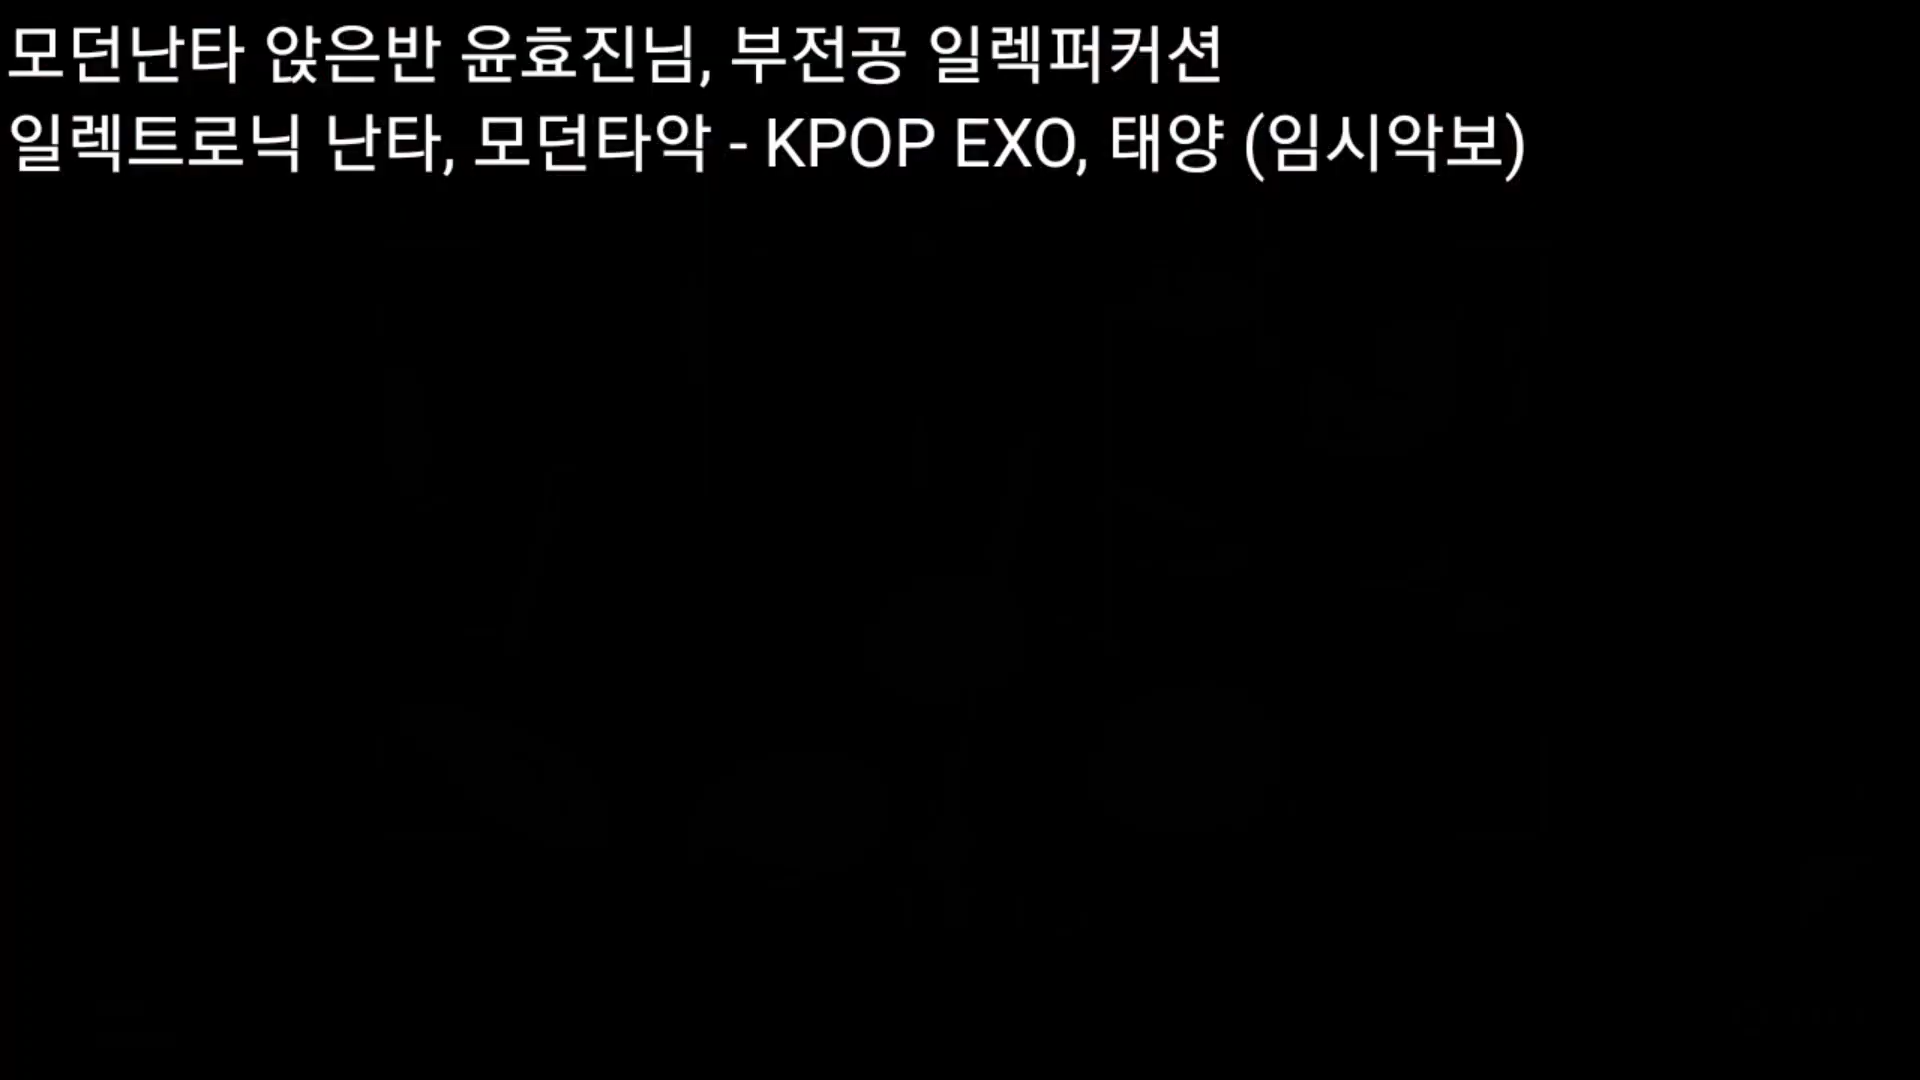 모던난타 앉은반 윤효진님, 부전공 일렉퍼커션
일렉트로닉 난타, 모던타악 - KPOP EXO, 태양 (임시악보)